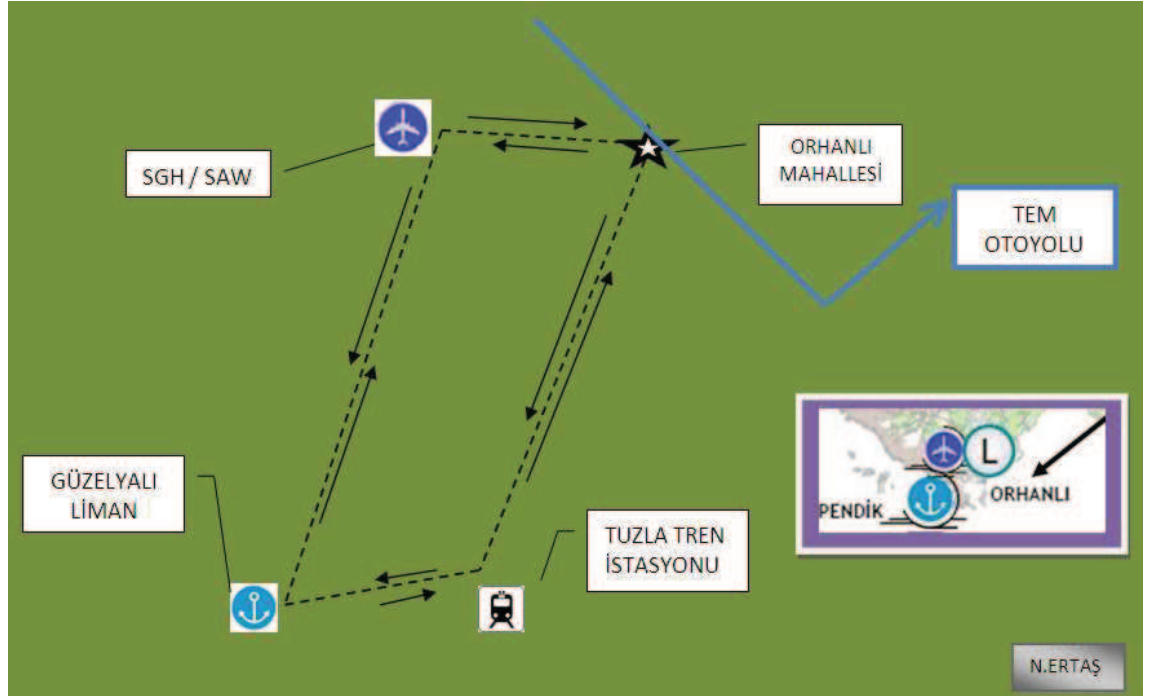 SGH / SAW
ORHANLI
MAHALLESİ
TEM
OTOYOLU
GÜZELYALI
LİMAN
TUZLA TREN
İSTASYONU
L
ORHANLI
PENDİK
N.ERTAŞ